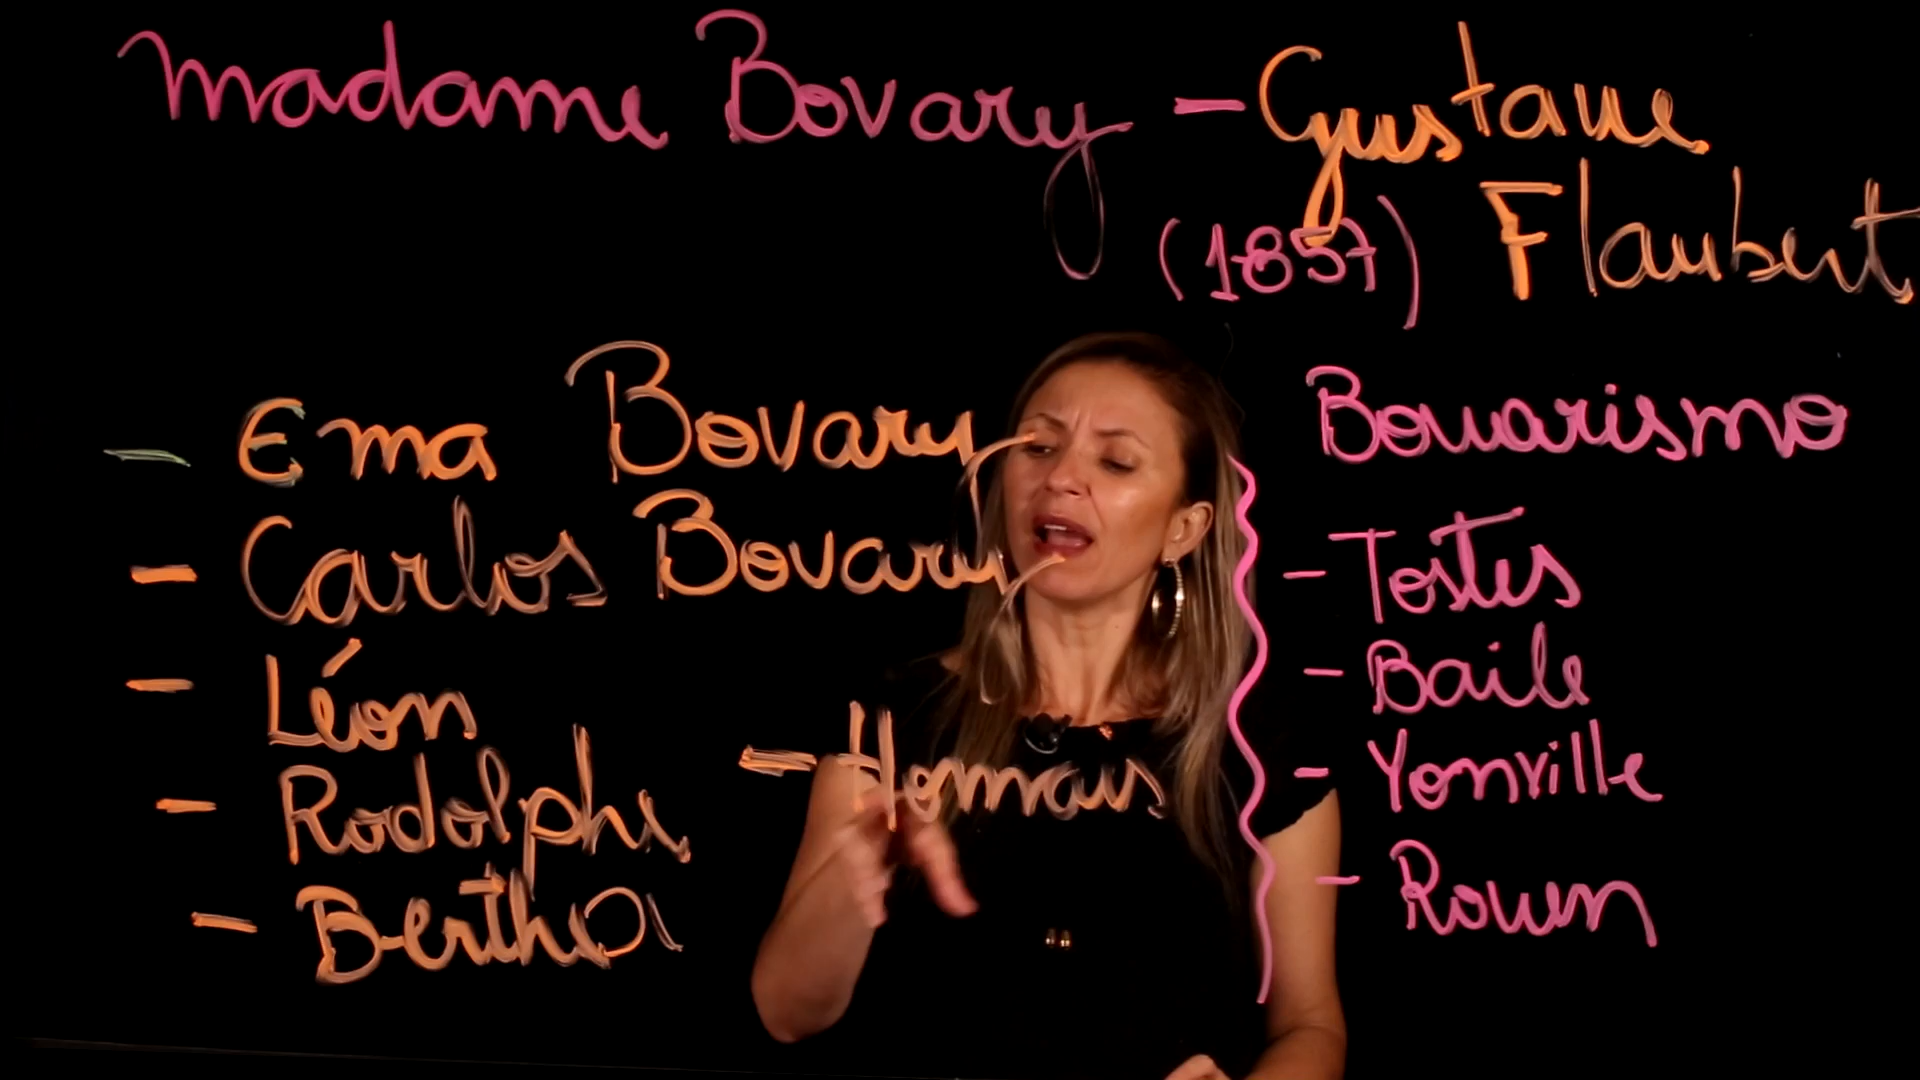 Madame Bovary - Gustave
(1857) Flaubert
- Ema Bovary
- Carlos Bovary
- Léon
- Rodolphe - Homais
- Bertha
Bovarismo
- Tostes
- Baile
- Yonville
- Rouen